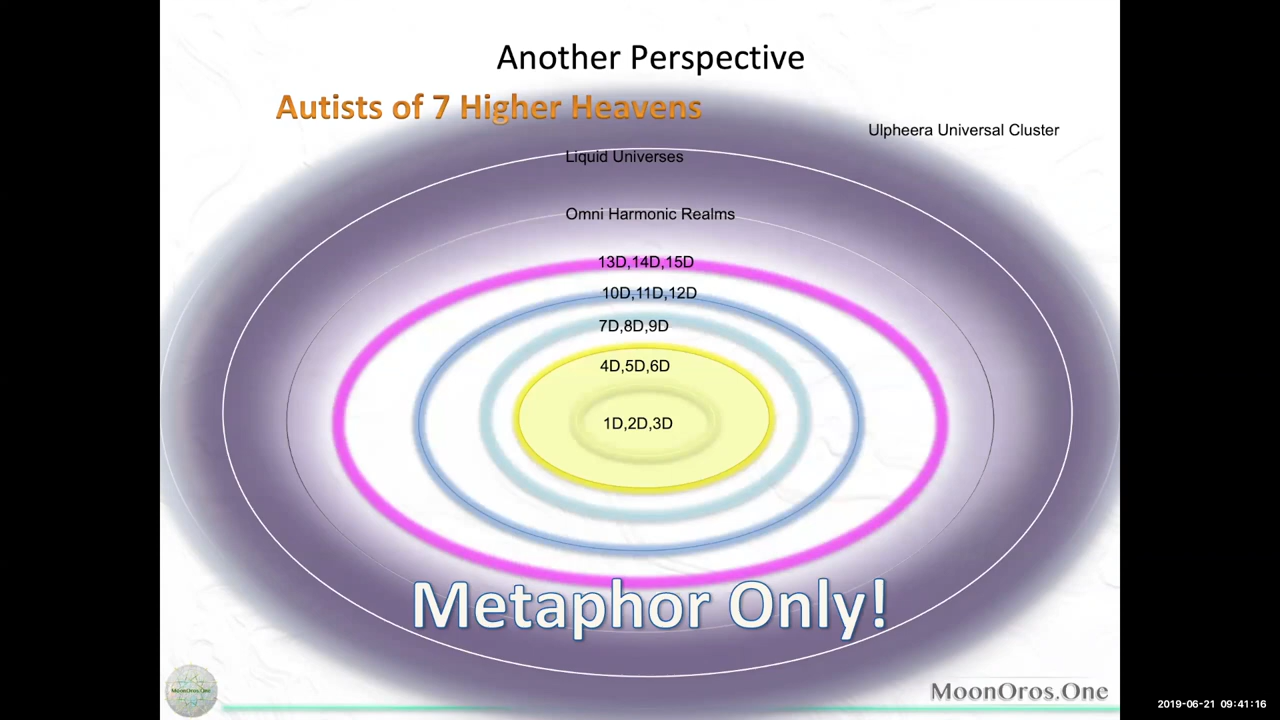 Another Perspective
Autists of 7 Higher Heavens
Ulpheera Universal Cluster
Liquid Universes
Omni Harmonic Realms
13D,14D,15D
10D,11D,12D
7D,8D,9D
4D,5D,6D
1D,2D,3D
Metaphor Only!
MoonOros.One
MoonOros.One
2019-06-21 09:41:16